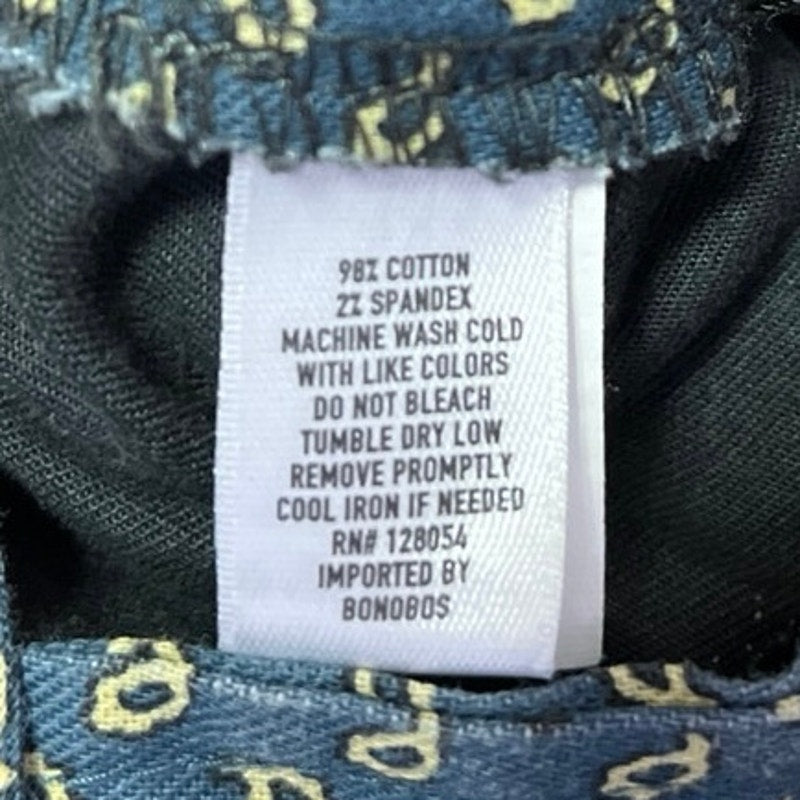 98% COTTON
2% SPANDEX
MACHINE WASH COLD
WITH LIKE COLORS
DO NOT BLEACH
TUMBLE DRY LOW
REMOVE PROMPTLY
COOL IRON IF NEEDED
RN# 128054
IMPORTED BY
BONOBOS